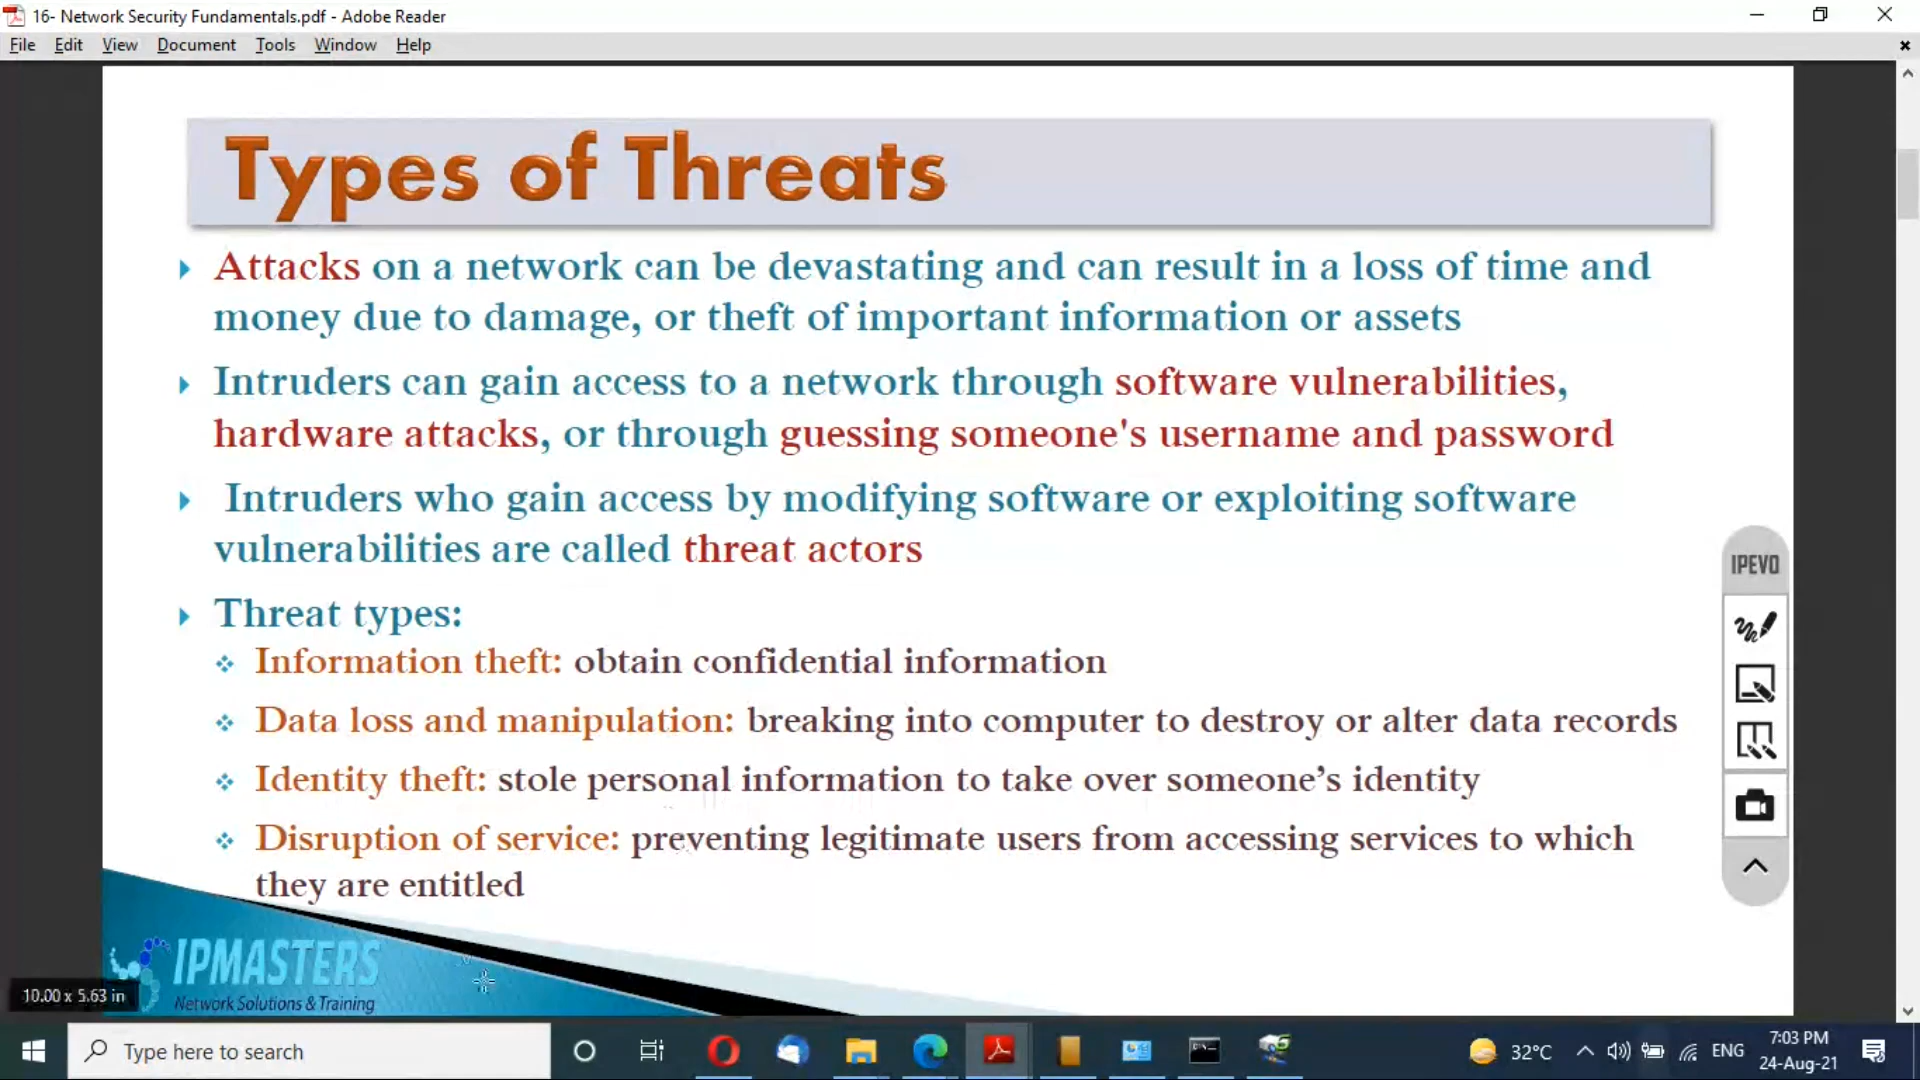 16- Network Security Fundamentals.pdf - Adobe Reader
File Edit View Document Tools Window Help
Types of Threats
Attacks on a network can be devastating and can result in a loss of time and
money due to damage, or theft of important information or assets
Intruders can gain access to a network through software vulnerabilities,
hardware attacks, or through guessing someone's username and password
Intruders who gain access by modifying software or exploiting software
vulnerabilities are called threat actors
Threat types:
Information theft: obtain confidential information
Data loss and manipulation: breaking into computer to destroy or alter data records
Identity theft: stole personal information to take over someone’s identity
Disruption of service: preventing legitimate users from accessing services to which
they are entitled
IPEVO
IPMASTERS
Network Solutions & Training
10.00 x 5.63 in
Type here to search
32°C
ENG
7:03 PM
24-Aug-21